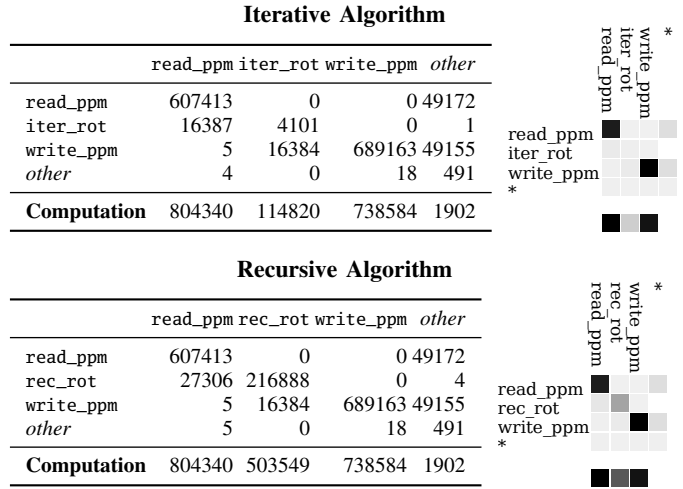 Iterative Algorithm
read_ppm iter_rot write_ppm other
read_ppm 607413 0 0 49172
iter_rot 16387 4101 0 1
write_ppm 5 16384 689163 49155
other 4 0 18 491
Computation 804340 114820 738584 1902
read_ppm
iter_rot
write_ppm
*
read_ppm
iter_rot
write_ppm
*
Recursive Algorithm
read_ppm rec_rot write_ppm other
read_ppm 607413 0 0 49172
rec_rot 27306 216888 0 4
write_ppm 5 16384 689163 49155
other 5 0 18 491
Computation 804340 503549 738584 1902
read_ppm
rec_rot
write_ppm
*
read_ppm
rec_rot
write_ppm
*